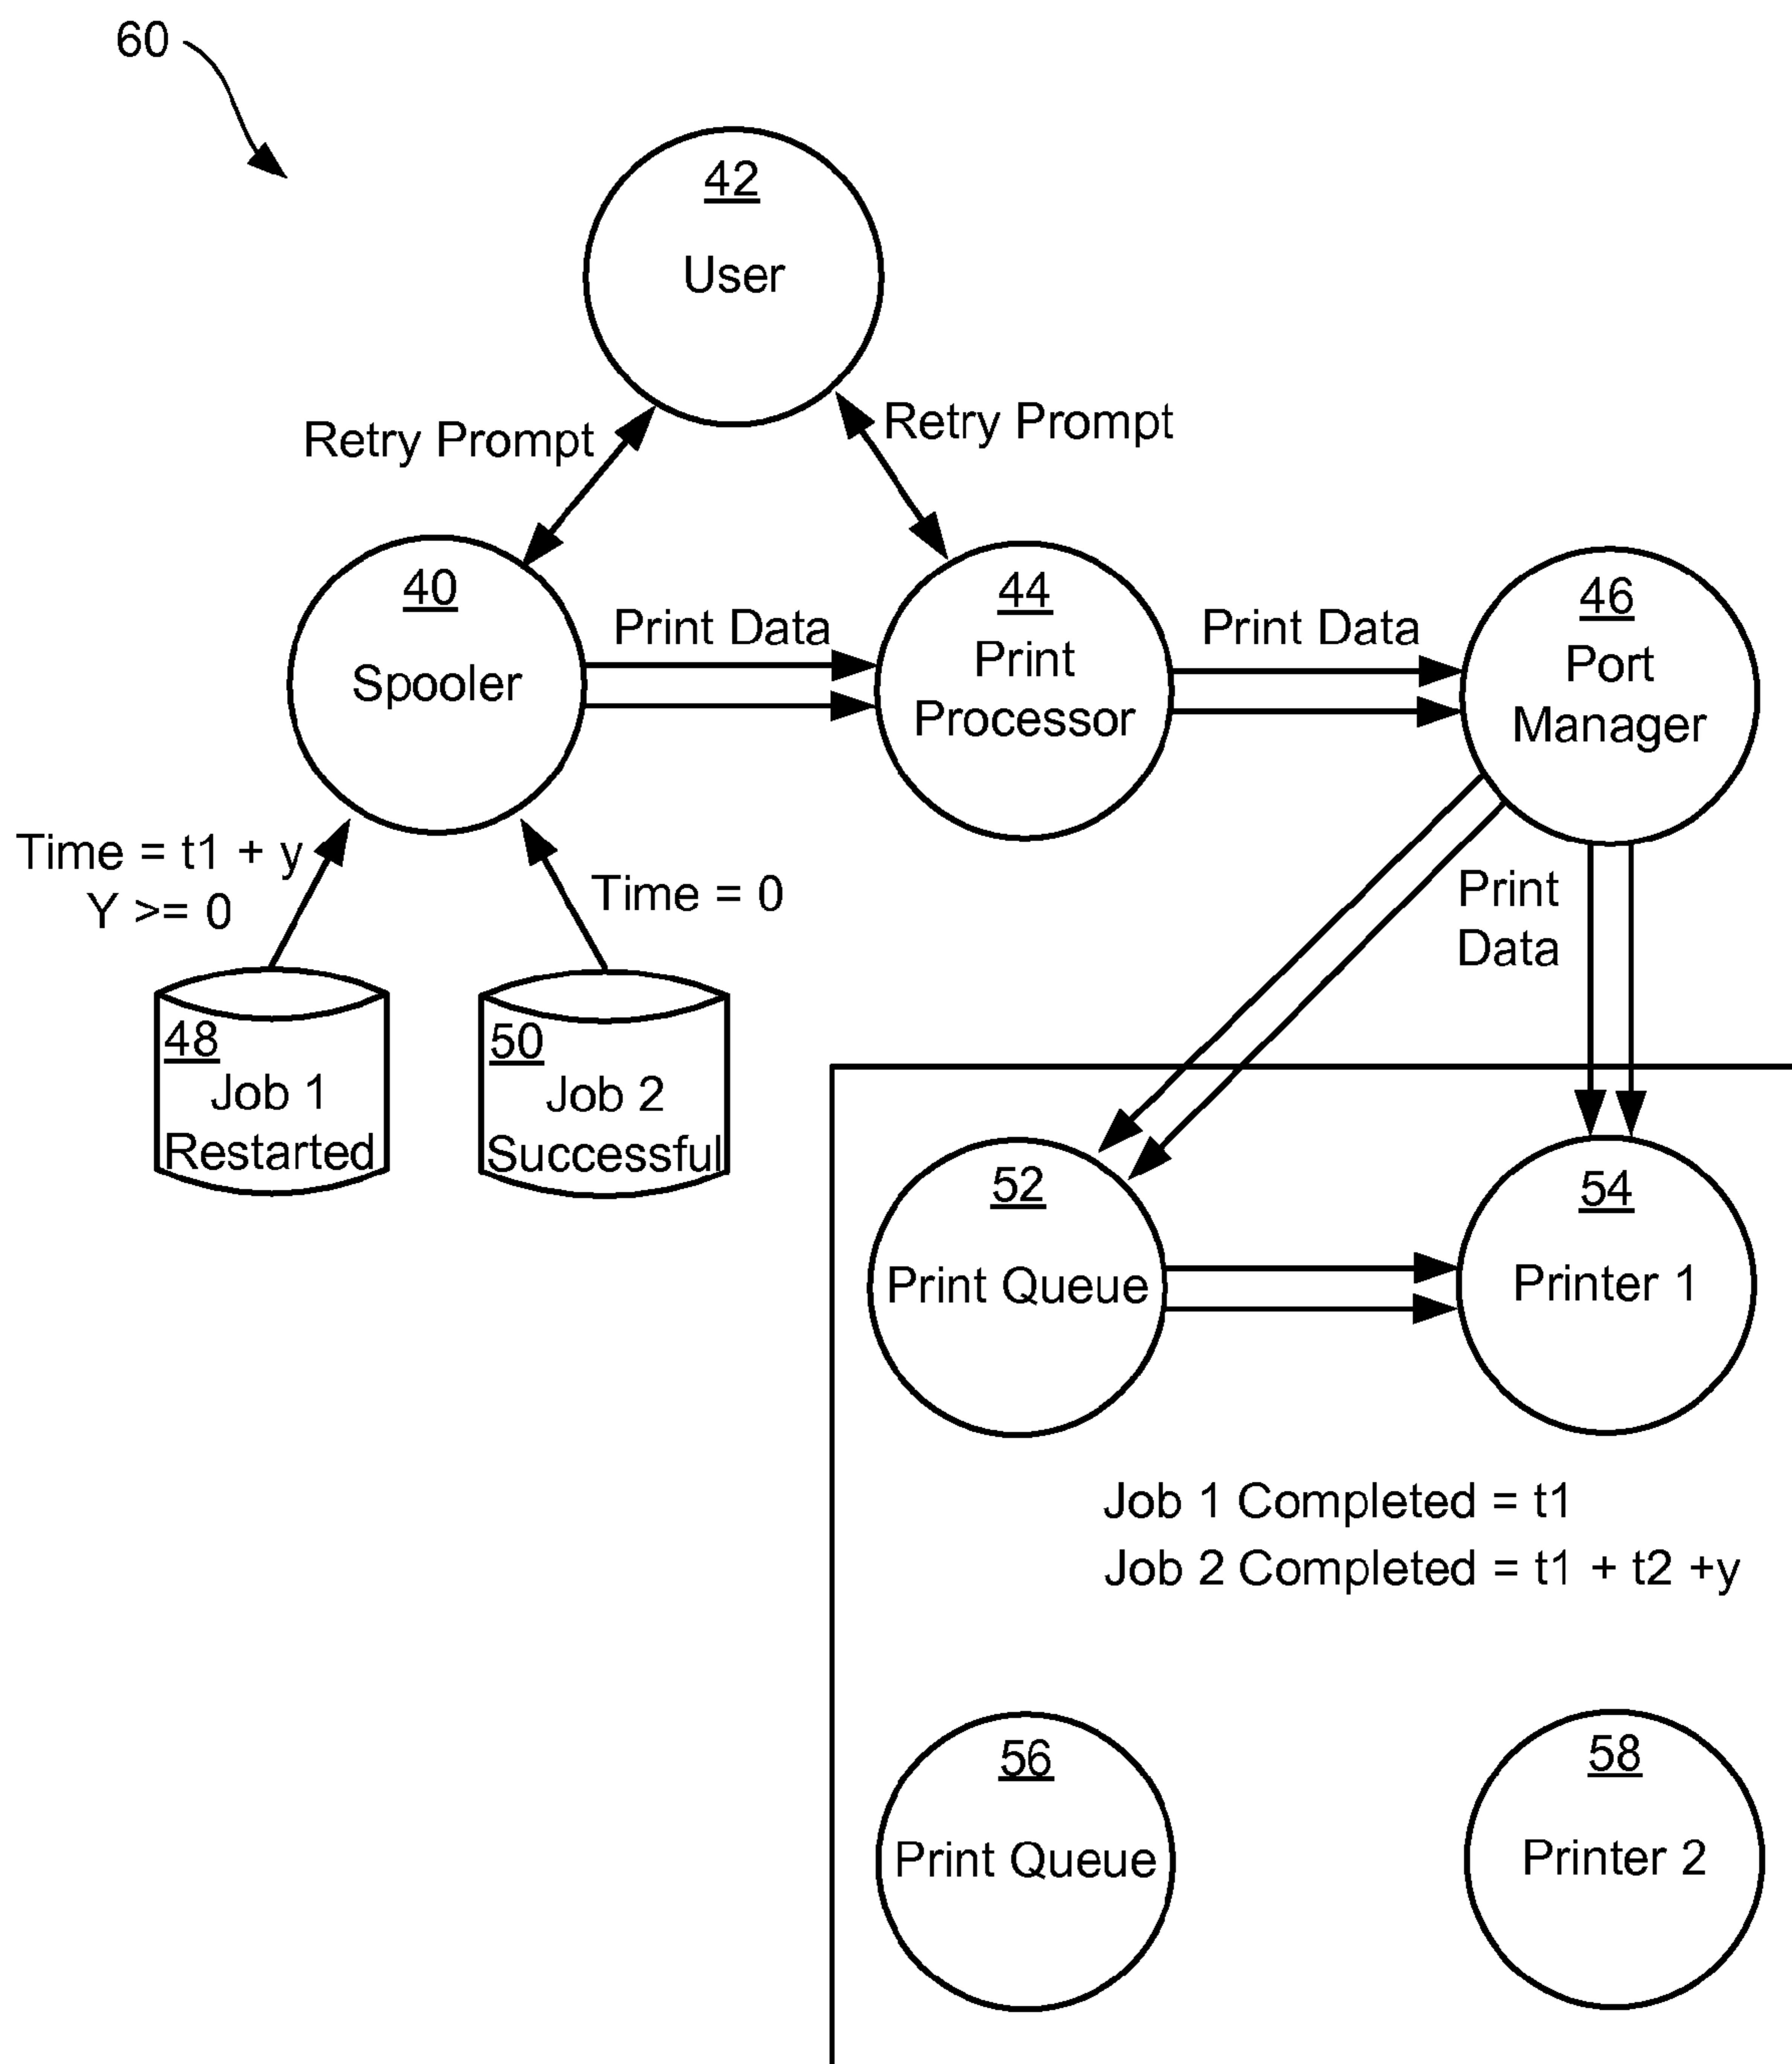 60
42
User
Retry Prompt
Retry Prompt
40
Spooler
Print Data
44
Print
Processor
Print Data
46
Port
Manager
Time = t1 + y
Y >= 0
Time = 0
Print
Data
48
Job 1
Restarted
50
Job 2
Successful
52
Print Queue
54
Printer 1
Job 1 Completed = t1
Job 2 Completed = t1 + t2 +y
56
Print Queue
58
Printer 2